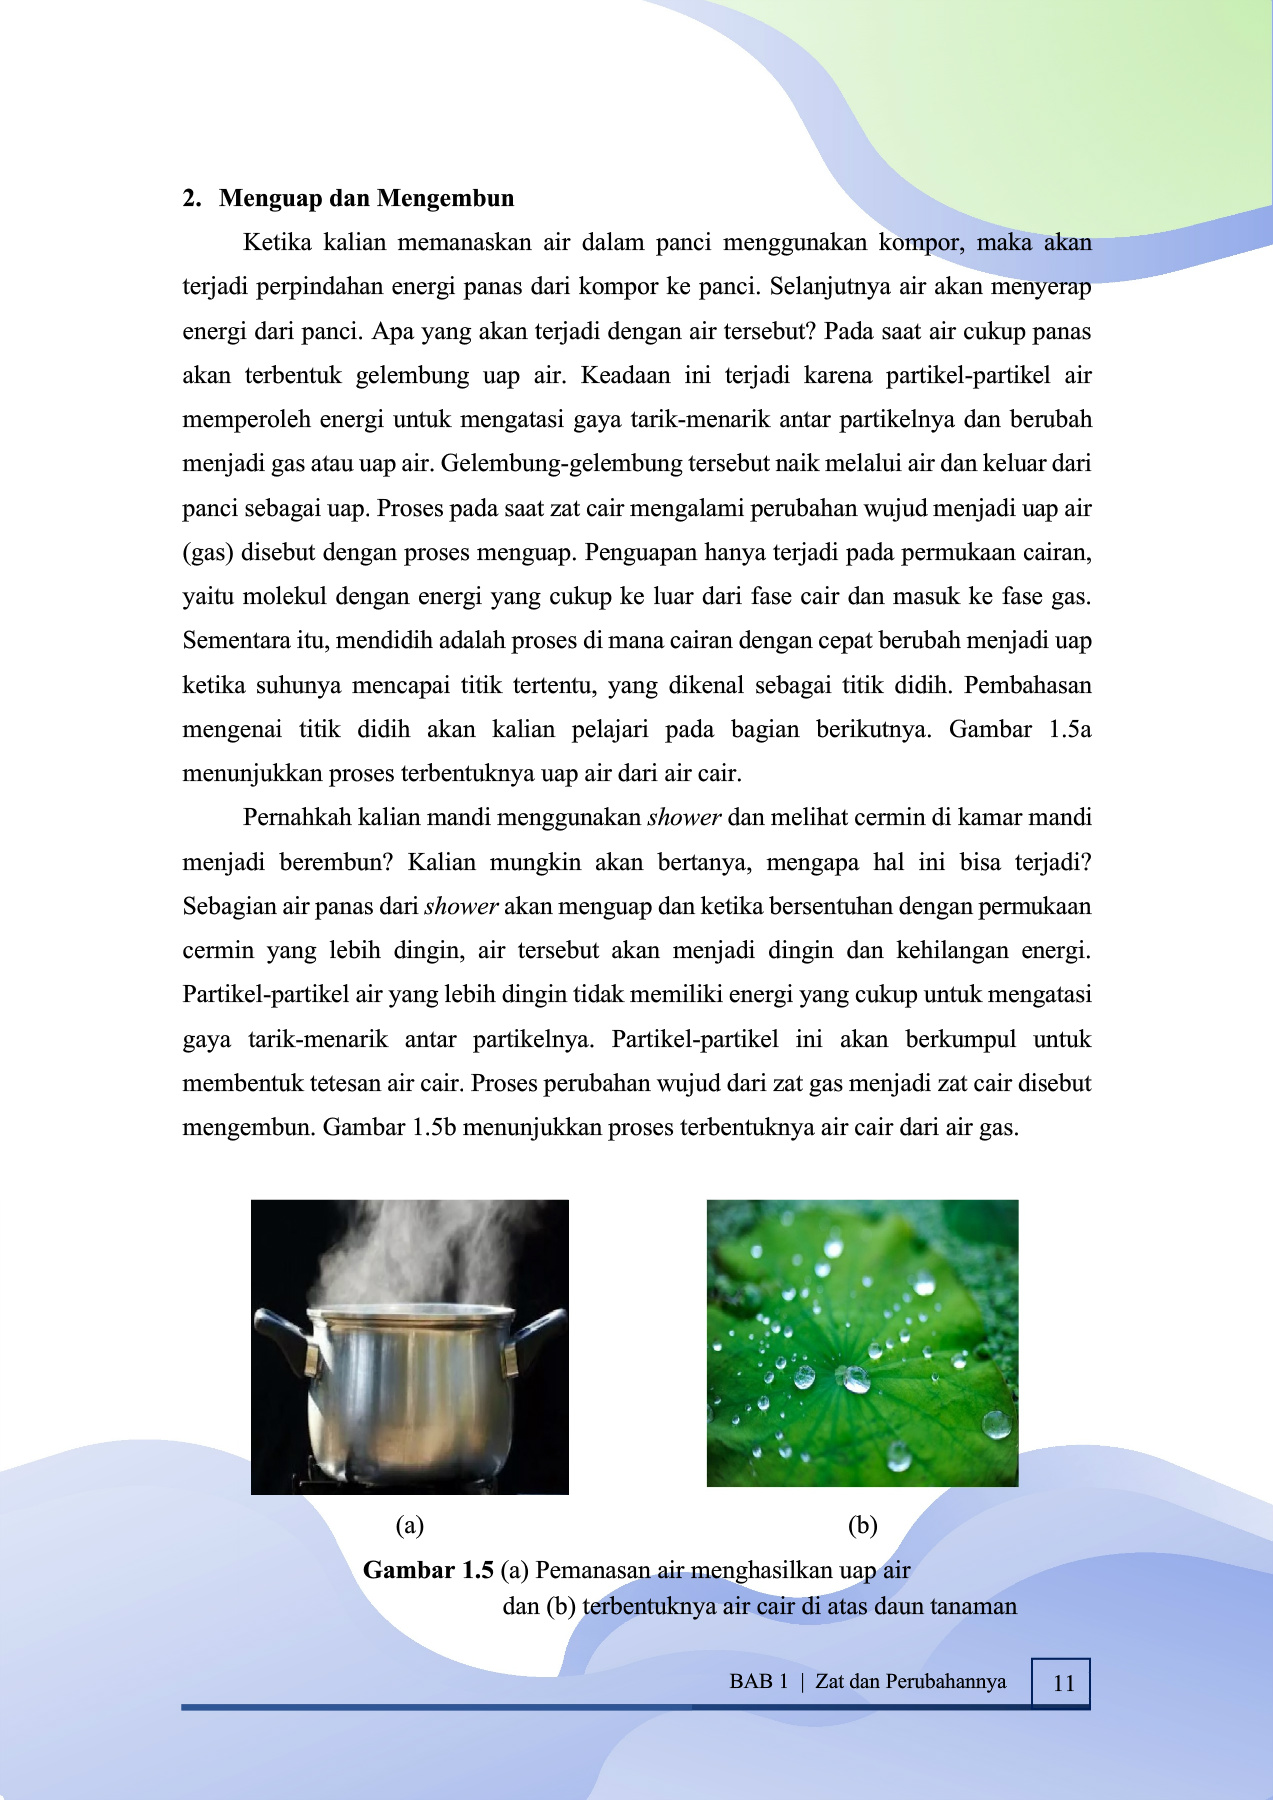 2. Menguap dan Mengembun
Ketika kalian memanaskan air dalam panci menggunakan kompor, maka akan
terjadi perpindahan energi panas dari kompor ke panci. Selanjutnya air akan menyerap
energi dari panci. Apa yang akan terjadi dengan air tersebut? Pada saat air cukup panas
akan terbentuk gelembung uap air. Keadaan ini terjadi karena partikel-partikel air
memperoleh energi untuk mengatasi gaya tarik-menarik antar partikelnya dan berubah
menjadi gas atau uap air. Gelembung-gelembung tersebut naik melalui air dan keluar dari
panci sebagai uap. Proses pada saat zat cair mengalami perubahan wujud menjadi uap air
(gas) disebut dengan proses menguap. Penguapan hanya terjadi pada permukaan cairan,
yaitu molekul dengan energi yang cukup ke luar dari fase cair dan masuk ke fase gas.
Sementara itu, mendidih adalah proses di mana cairan dengan cepat berubah menjadi uap
ketika suhunya mencapai titik tertentu, yang dikenal sebagai titik didih. Pembahasan
mengenai titik didih akan kalian pelajari pada bagian berikutnya. Gambar 1.5a
menunjukkan proses terbentuknya uap air dari air cair.
Pernahkah kalian mandi menggunakan shower dan melihat cermin di kamar mandi
menjadi berembun? Kalian mungkin akan bertanya, mengapa hal ini bisa terjadi?
Sebagian air panas dari shower akan menguap dan ketika bersentuhan dengan permukaan
cermin yang lebih dingin, air tersebut akan menjadi dingin dan kehilangan energi.
Partikel-partikel air yang lebih dingin tidak memiliki energi yang cukup untuk mengatasi
gaya tarik-menarik antar partikelnya. Partikel-partikel ini akan berkumpul untuk
membentuk tetesan air cair. Proses perubahan wujud dari zat gas menjadi zat cair disebut
mengembun. Gambar 1.5b menunjukkan proses terbentuknya air cair dari air gas.
(a) (b)
Gambar 1.5 (a) Pemanasan air menghasilkan uap air
dan (b) terbentuknya air cair di atas daun tanaman
BAB 1 | Zat dan Perubahannya 11